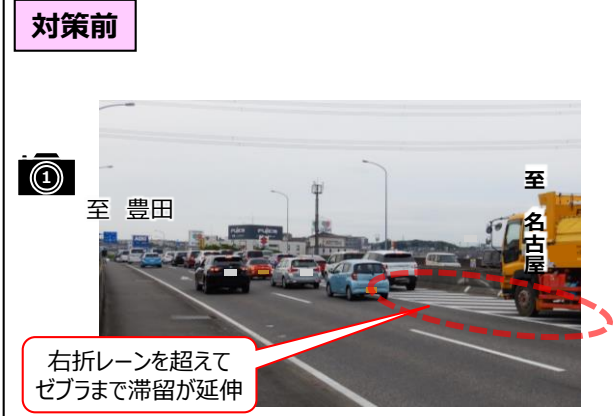 対策前
①
至 豊田
至 名古屋
右折レーンを超えて
ゼブラまで滞留が延伸